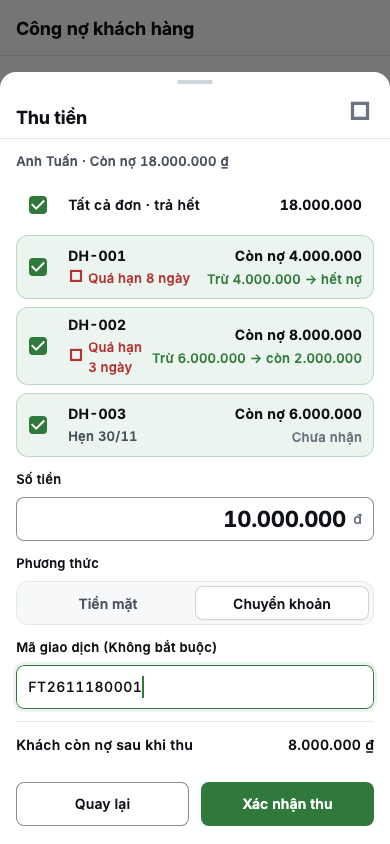 Công nợ khách hàng
Thu tiền
Anh Tuấn · Còn nợ 18.000.000 ₫
Tất cả đơn · trả hết 18.000.000
DH-001 Còn nợ 4.000.000
Quá hạn 8 ngày Trừ 4.000.000 → hết nợ
DH-002 Còn nợ 8.000.000
Quá hạn 3 ngày Trừ 6.000.000 → còn 2.000.000
DH-003 Còn nợ 6.000.000
Hẹn 30/11 Chưa nhận
Số tiền
10.000.000 đ
Phương thức
Tiền mặt Chuyển khoản
Mã giao dịch (Không bắt buộc)
FT2611180001
Khách còn nợ sau khi thu 8.000.000 ₫
Quay lại Xác nhận thu